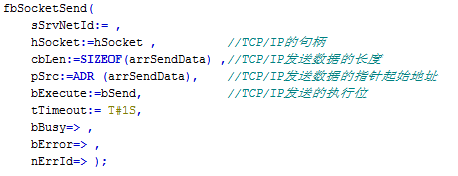 fbSocketSend(
sSrvNetId:= ,
hSocket:=hSocket , //TCP/IP的句柄
cbLen:=SIZEOF(arrSendData) , //TCP/IP发送数据的长度
pSrc:=ADR (arrSendData), //TCP/IP发送数据的指针起始地址
bExecute:=bSend, //TCP/IP发送的执行位
tTimeout:= T#1S,
bBusy=> ,
bError=> ,
nErrId=> );